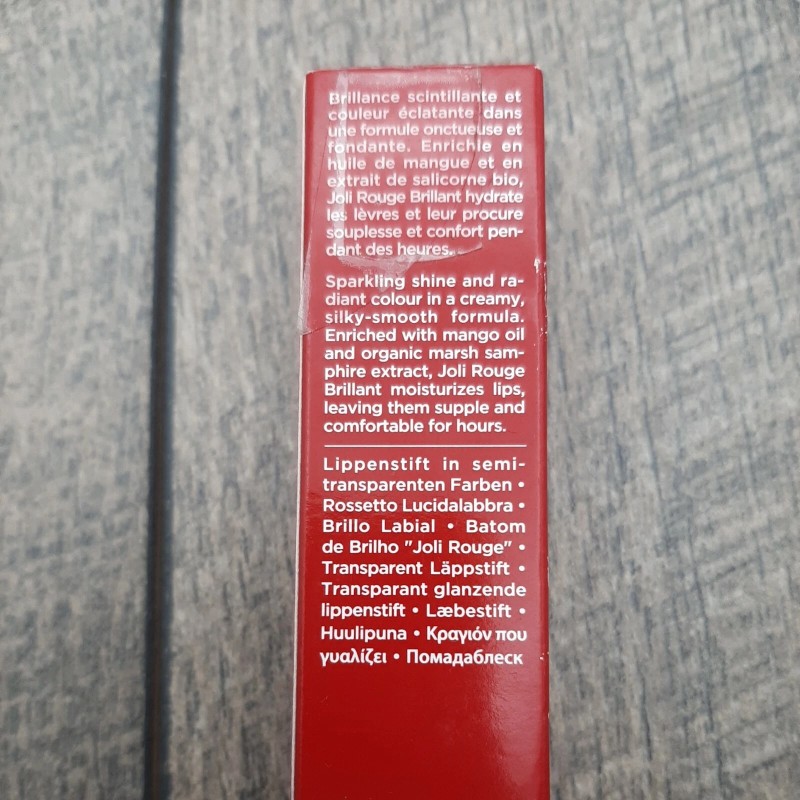 Brillance scintillante et
couleur éclatante dans
une formule onctueuse et
fondante. Enrichie en
huile de mangue et en
extrait de salicorne bio,
Joli Rouge Brillant hydrate
les lèvres et leur procure
souplesse et confort pen-
dant des heures.
Sparkling shine and ra-
diant colour in a creamy,
silky-smooth formula.
Enriched with mango oil
and organic marsh sam-
phire extract, Joli Rouge
Brillant moisturizes lips,
leaving them supple and
comfortable for hours.
Lippenstift in semi-
transparenten Farben •
Rossetto Lucidalabbra •
Brillo Labial • Batom
de Brilho "Joli Rouge" •
Transparent Läppstift •
Transparant glanzende
lippenstift • Læbestift •
Huulipuna • Κραγιόν που
γυαλίζει • Помадаблеск